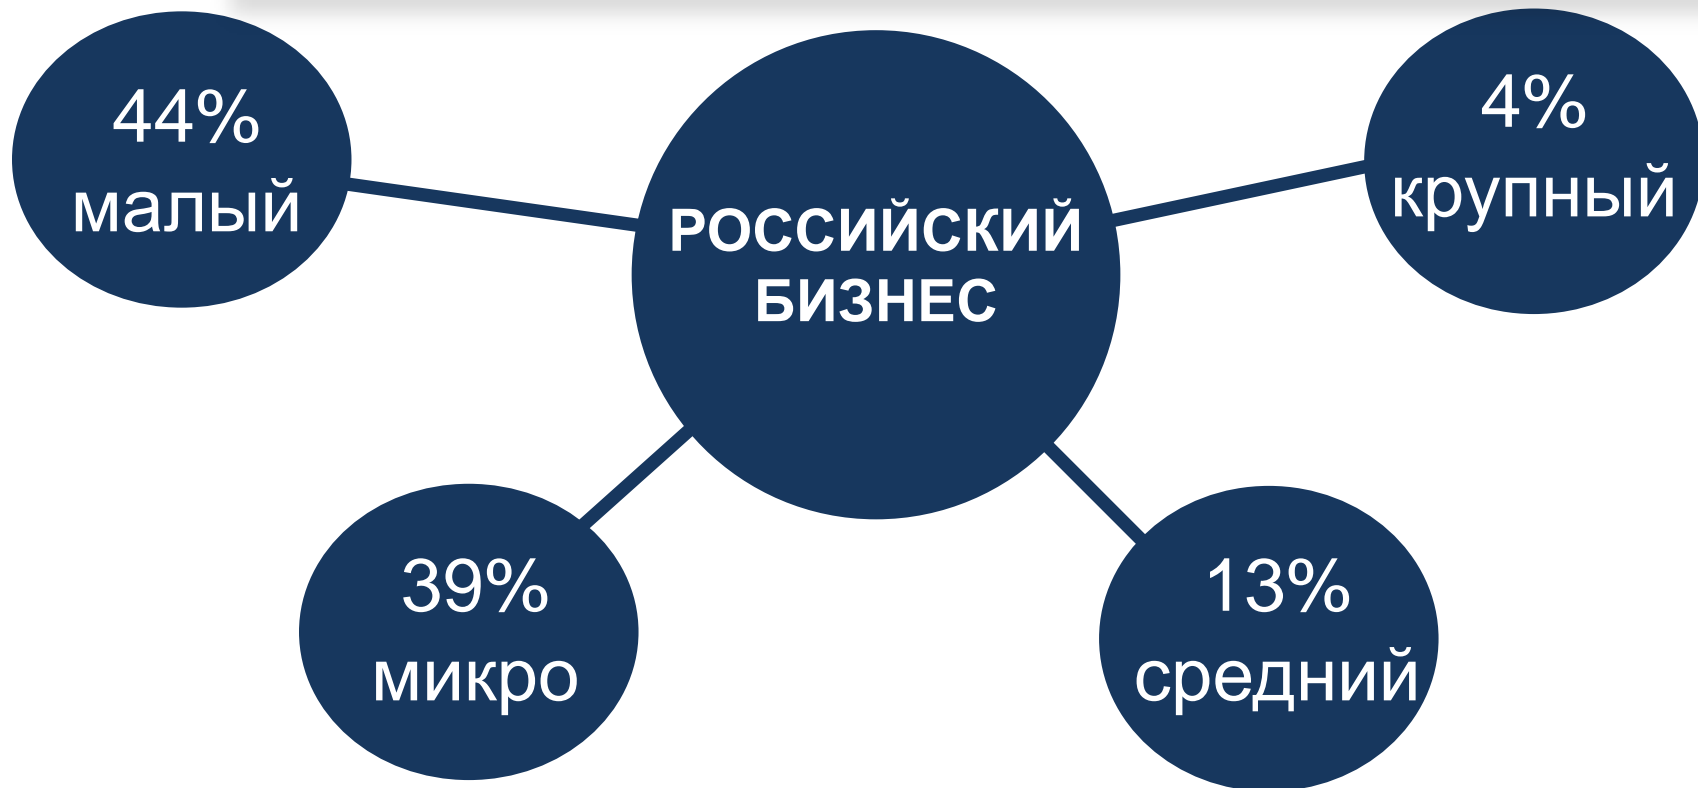 44%
малый
РОССИЙСКИЙ
БИЗНЕС
4%
крупный
39%
микро
13%
средний